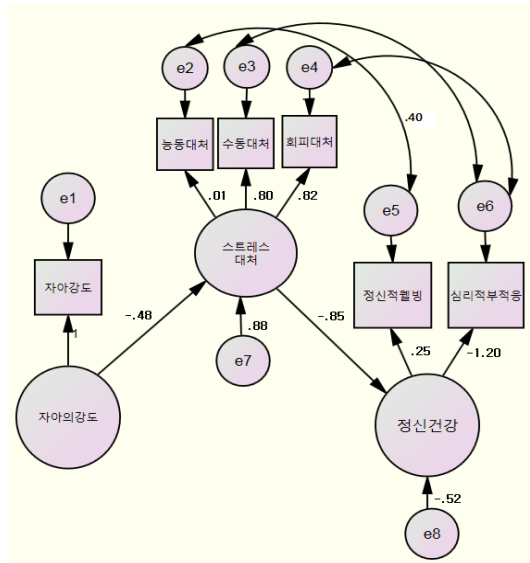 e2
e3
e4
.40
능동대처
수동대처
회피대처
e1
.01
.80
.82
e5
e6
스트레스
대처
자아강도
정신적웰빙
심리적부적응
-.48
.88
-.85
1
e7
.25
-1.20
자아의강도
정신건강
-.52
e8